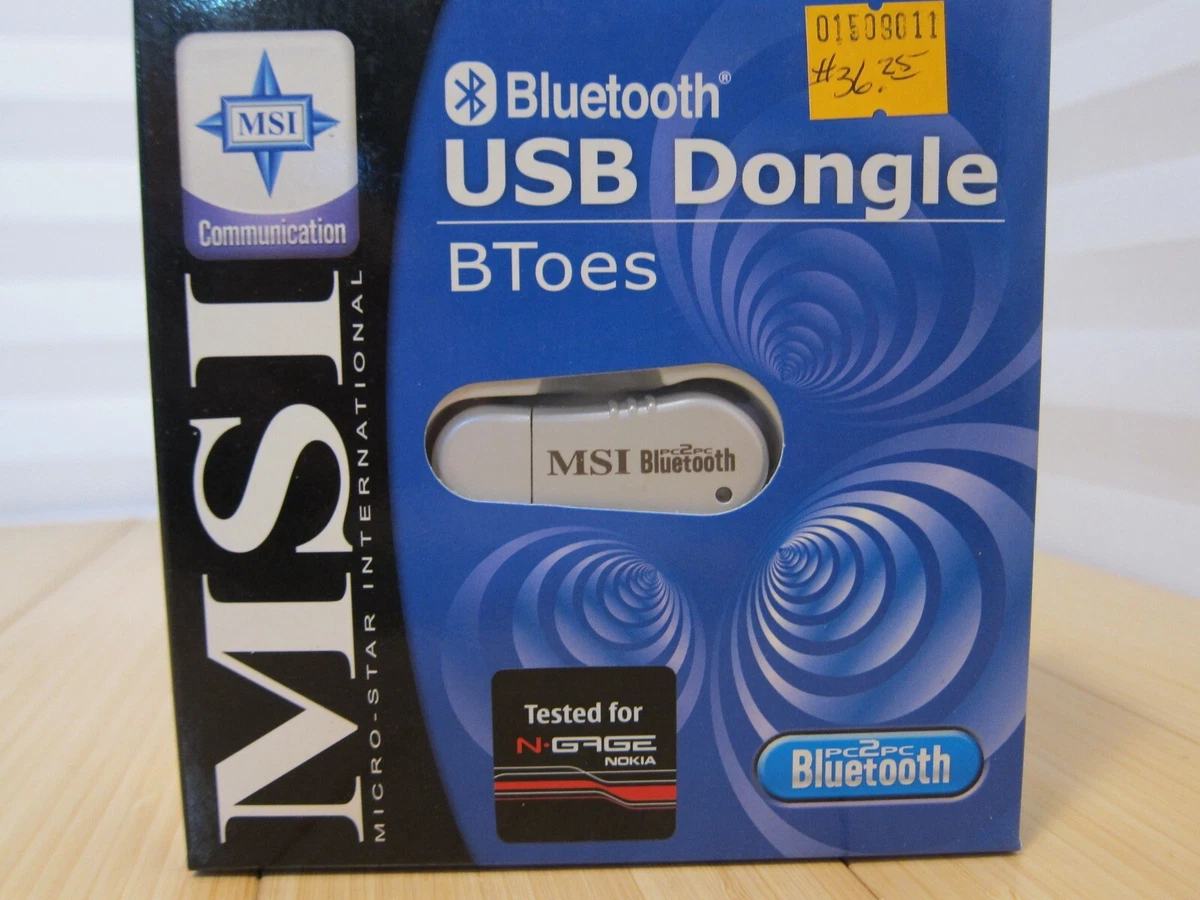 MSI
Communication
MSI
MICRO-STAR INTERNATIONAL
01509011
#36.25
Bluetooth®
USB Dongle
BToes
MSI PC2PC Bluetooth
Tested for
N·GAGE
NOKIA
PC2PC
Bluetooth